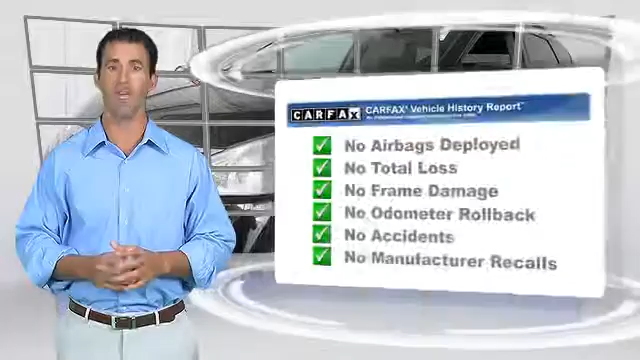 CARFAX CARFAX Vehicle History Report™
No Airbags Deployed
No Total Loss
No Frame Damage
No Odometer Rollback
No Accidents
No Manufacturer Recalls